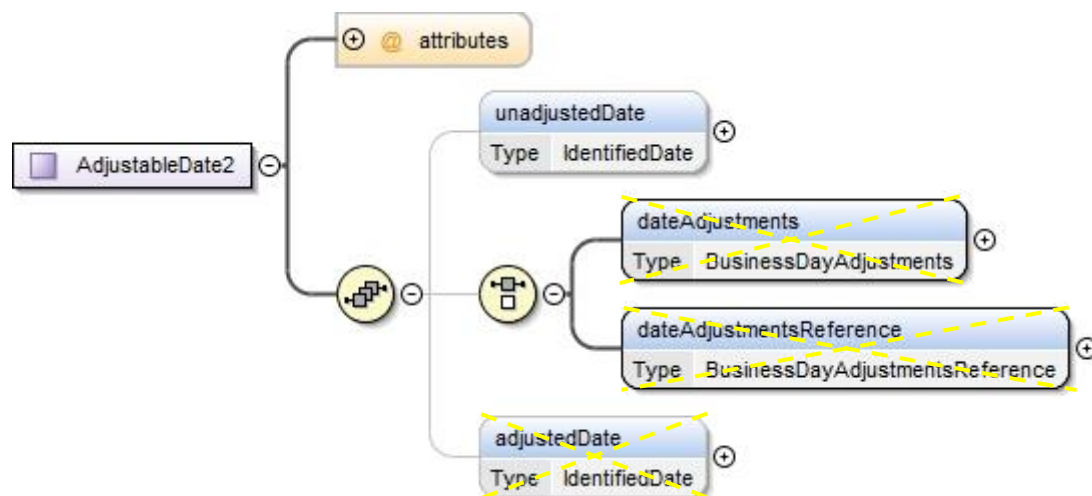 @ attributes
AdjustableDate2
unadjustedDate
Type IdentifiedDate
dateAdjustments
Type BusinessDayAdjustments
dateAdjustmentsReference
Type BusinessDayAdjustmentsReference
adjustedDate
Type IdentifiedDate